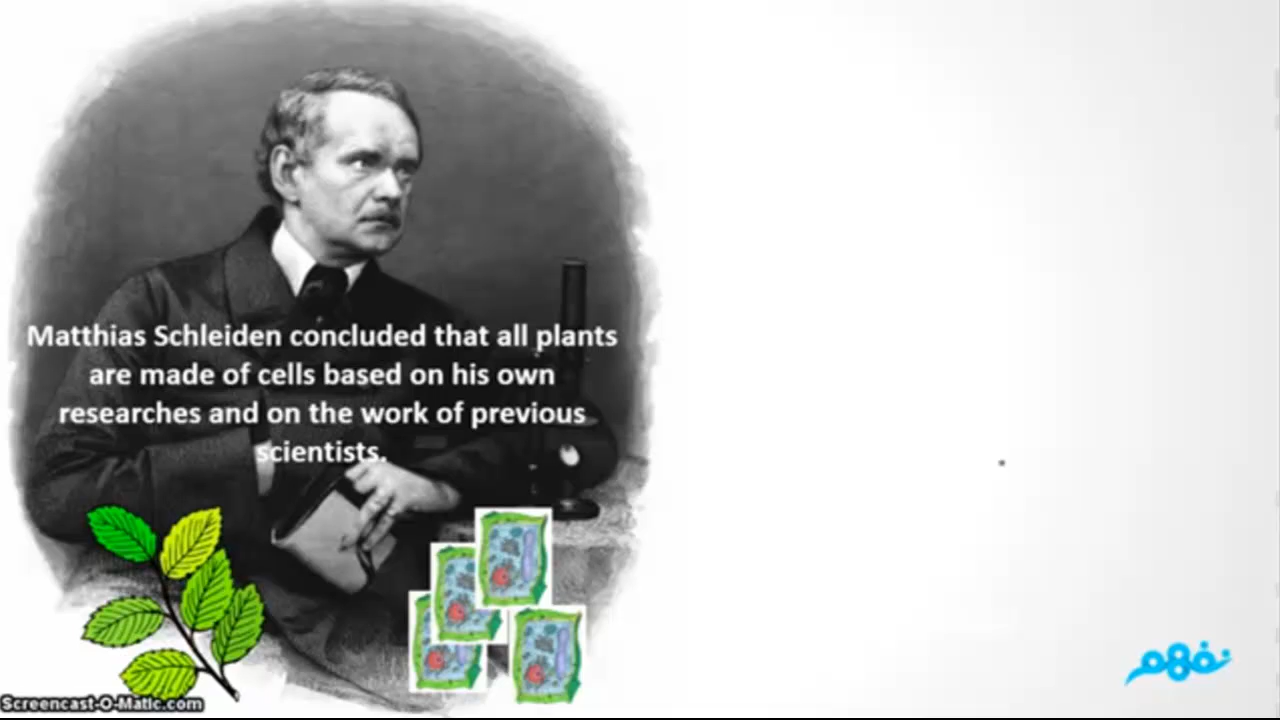 Matthias Schleiden concluded that all plants
are made of cells based on his own
researches and on the work of previous
scientists.
نفهم
Screencast-O-Matic.com